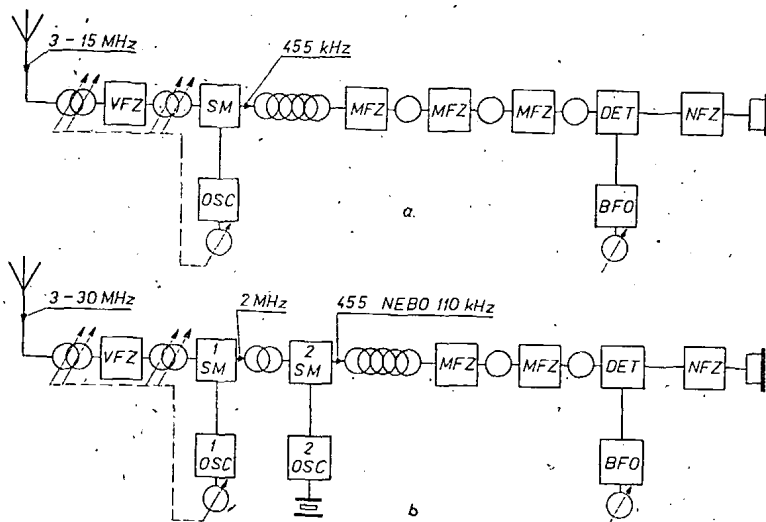 3 – 15 MHz
455 kHz
VFZ
SM
MFZ
MFZ
MFZ
DET
NFZ
OSC
BFO
a.
3 – 30 MHz
2 MHz
455 NEBO 110 kHz
VFZ
1 SM
2 SM
MFZ
MFZ
DET
NFZ
1 OSC
2 OSC
BFO
b